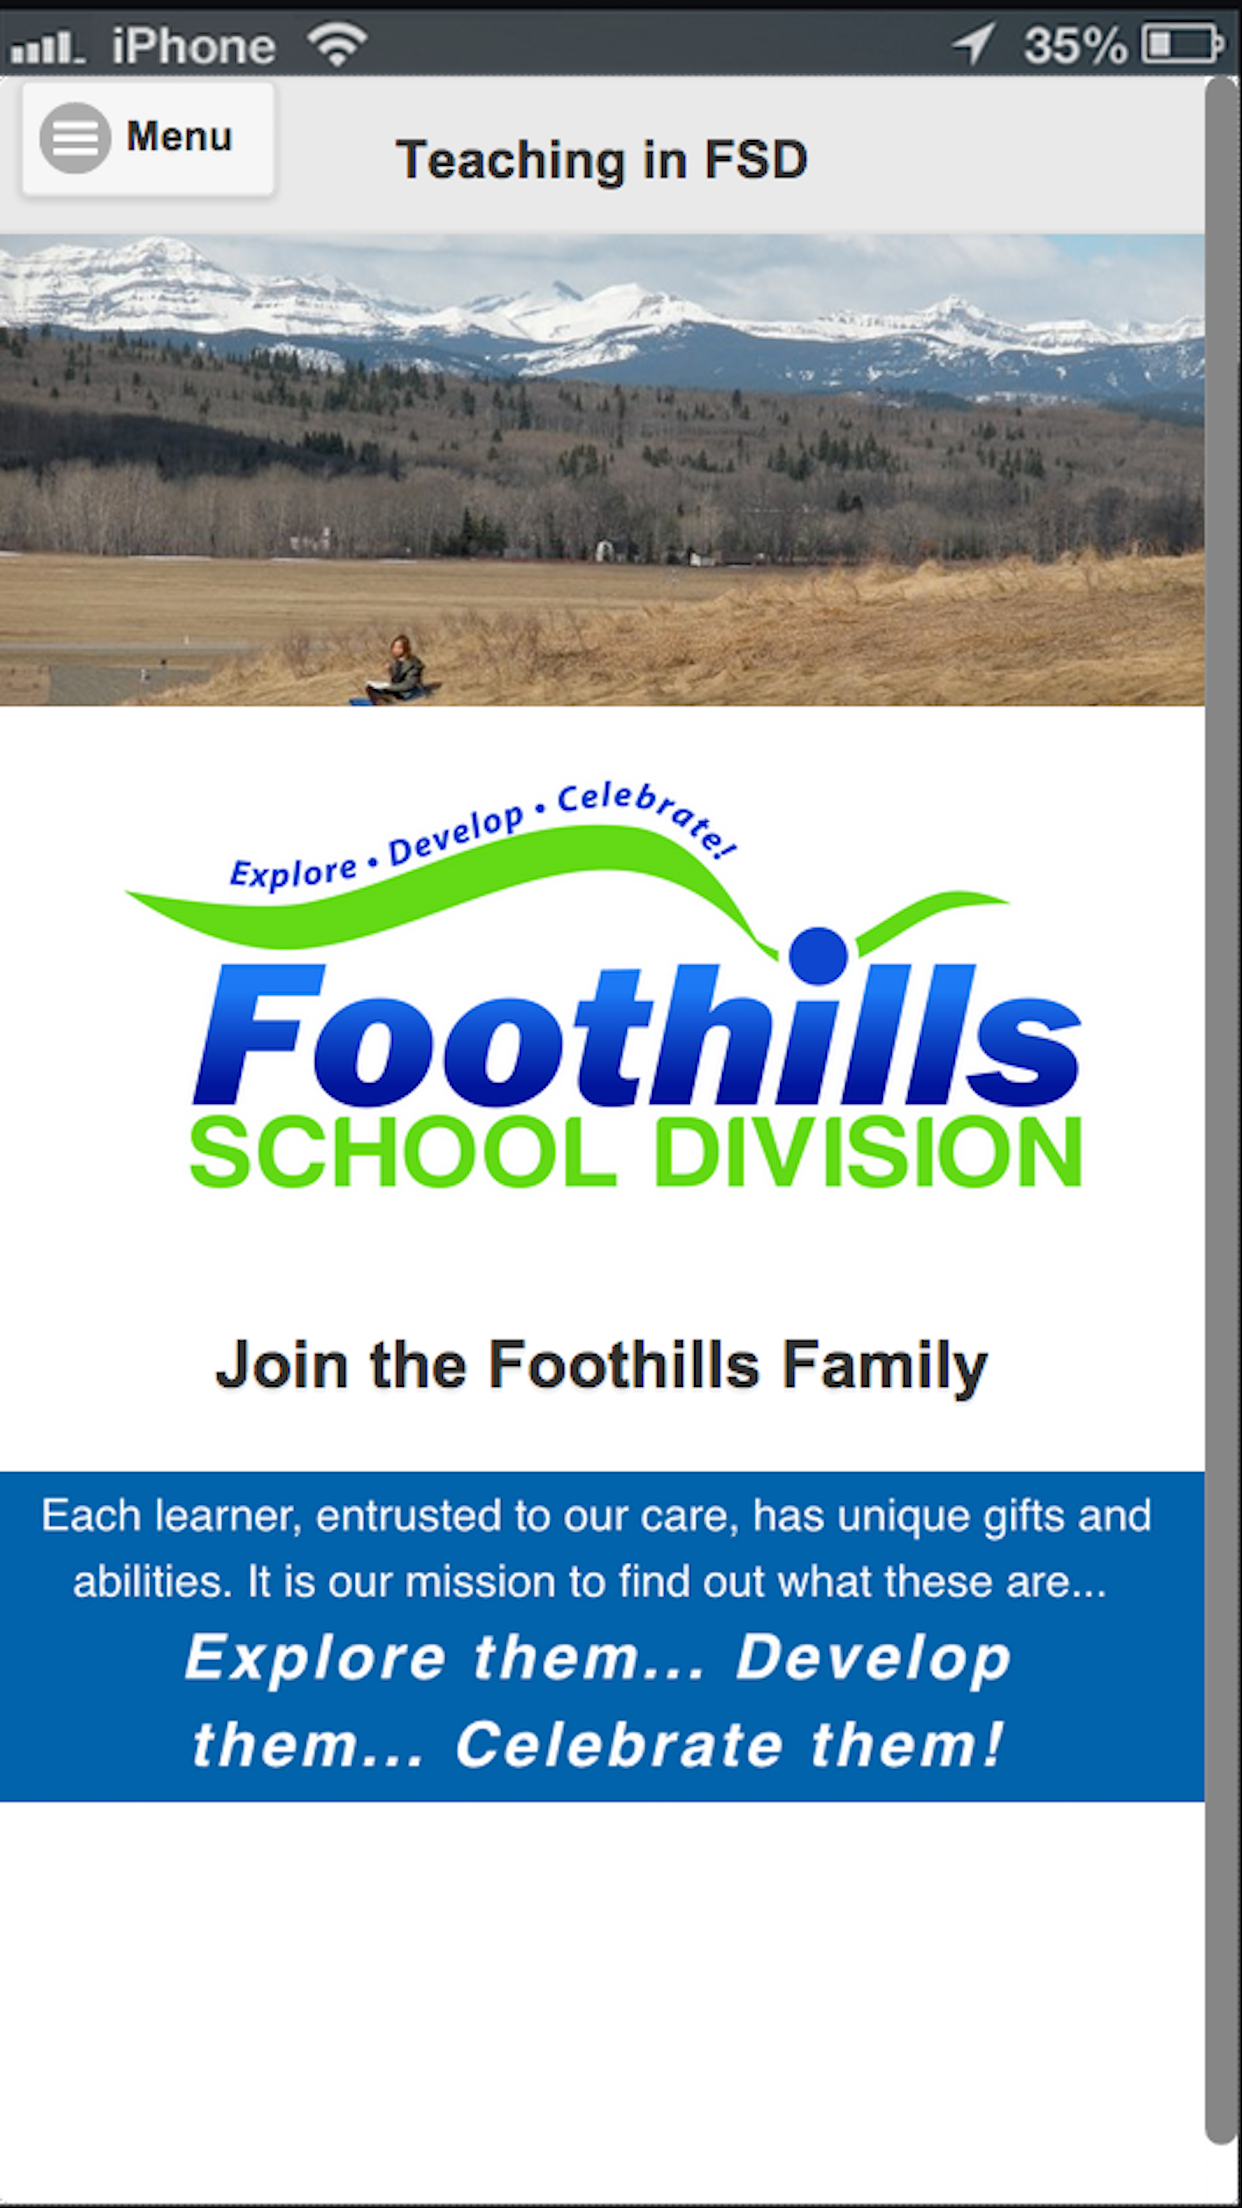 iPhone 35%
Menu
Teaching in FSD
Explore • Develop • Celebrate!
Foothills
SCHOOL DIVISION
Join the Foothills Family
Each learner, entrusted to our care, has unique gifts and
abilities. It is our mission to find out what these are...
Explore them... Develop
them... Celebrate them!